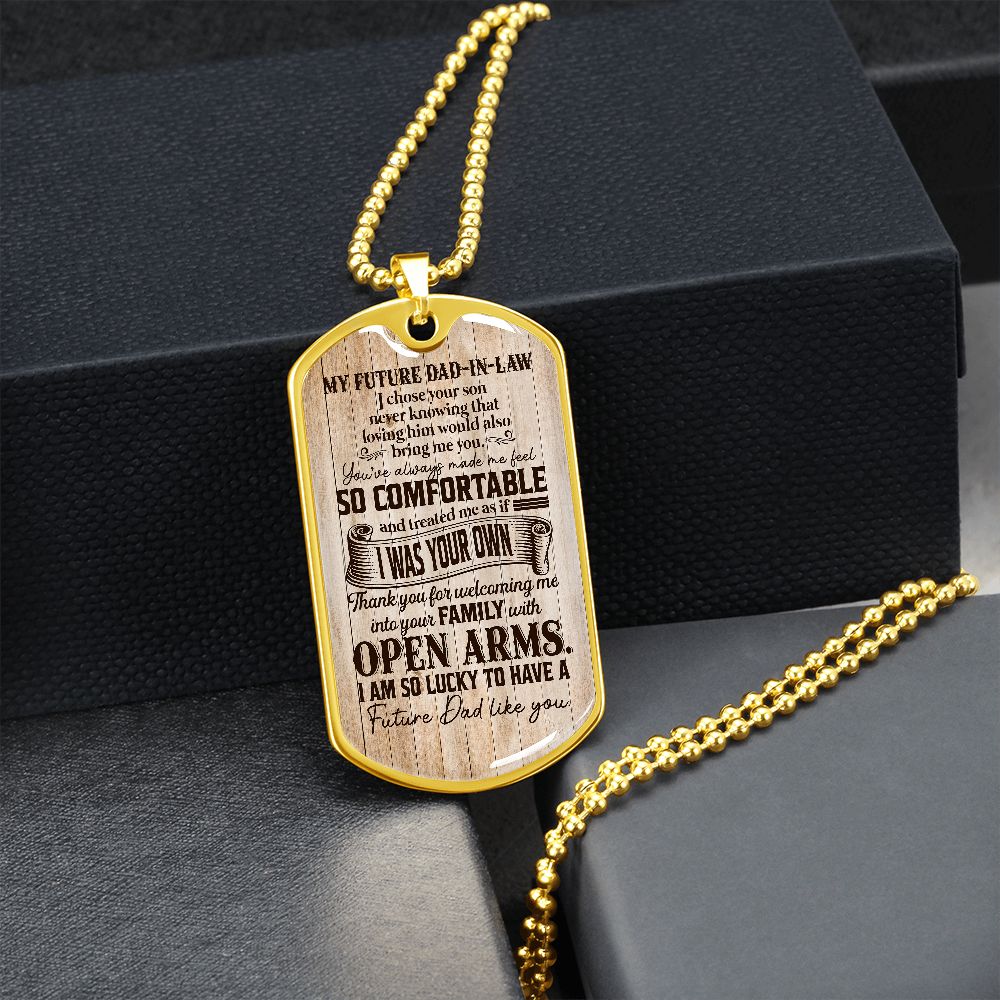 MY FUTURE DAD-IN-LAW
I chose your son
never knowing that
loving him would also
bring me you.
You've always made me feel
SO COMFORTABLE
and treated me as if
I WAS YOUR OWN
Thank you for welcoming me
into your FAMILY with
OPEN ARMS.
I AM SO LUCKY TO HAVE A
Future Dad like you.